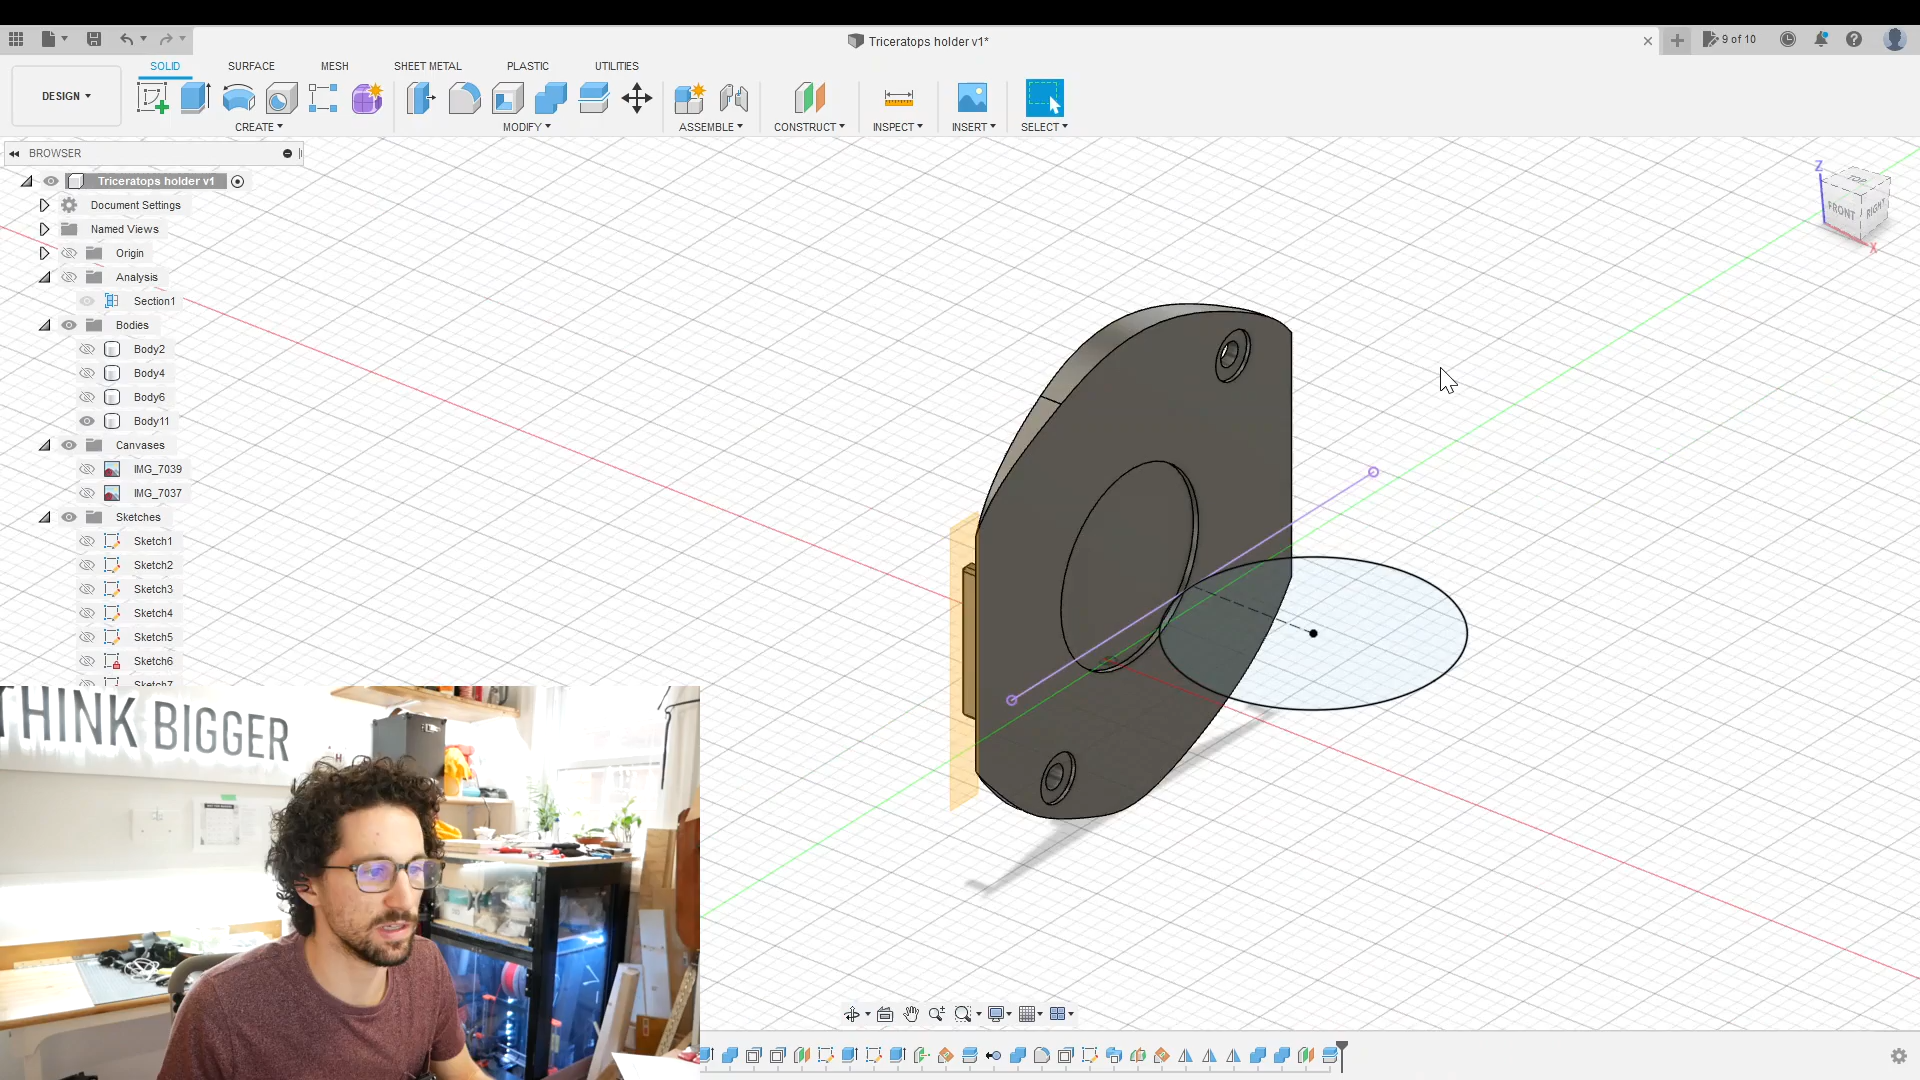 Triceratops holder v1*
9 of 10
DESIGN
SOLID SURFACE MESH SHEET METAL PLASTIC UTILITIES
CREATE MODIFY ASSEMBLE CONSTRUCT INSPECT INSERT SELECT
BROWSER
Triceratops holder v1
Document Settings
Named Views
Origin
Analysis
Section1
Bodies
Body2
Body4
Body6
Body11
Canvases
IMG_7039
IMG_7037
Sketches
Sketch1
Sketch2
Sketch3
Sketch4
Sketch5
Sketch6
Sketch7
Z
TOP
FRONT
RIGHT
X
THINK BIGGER